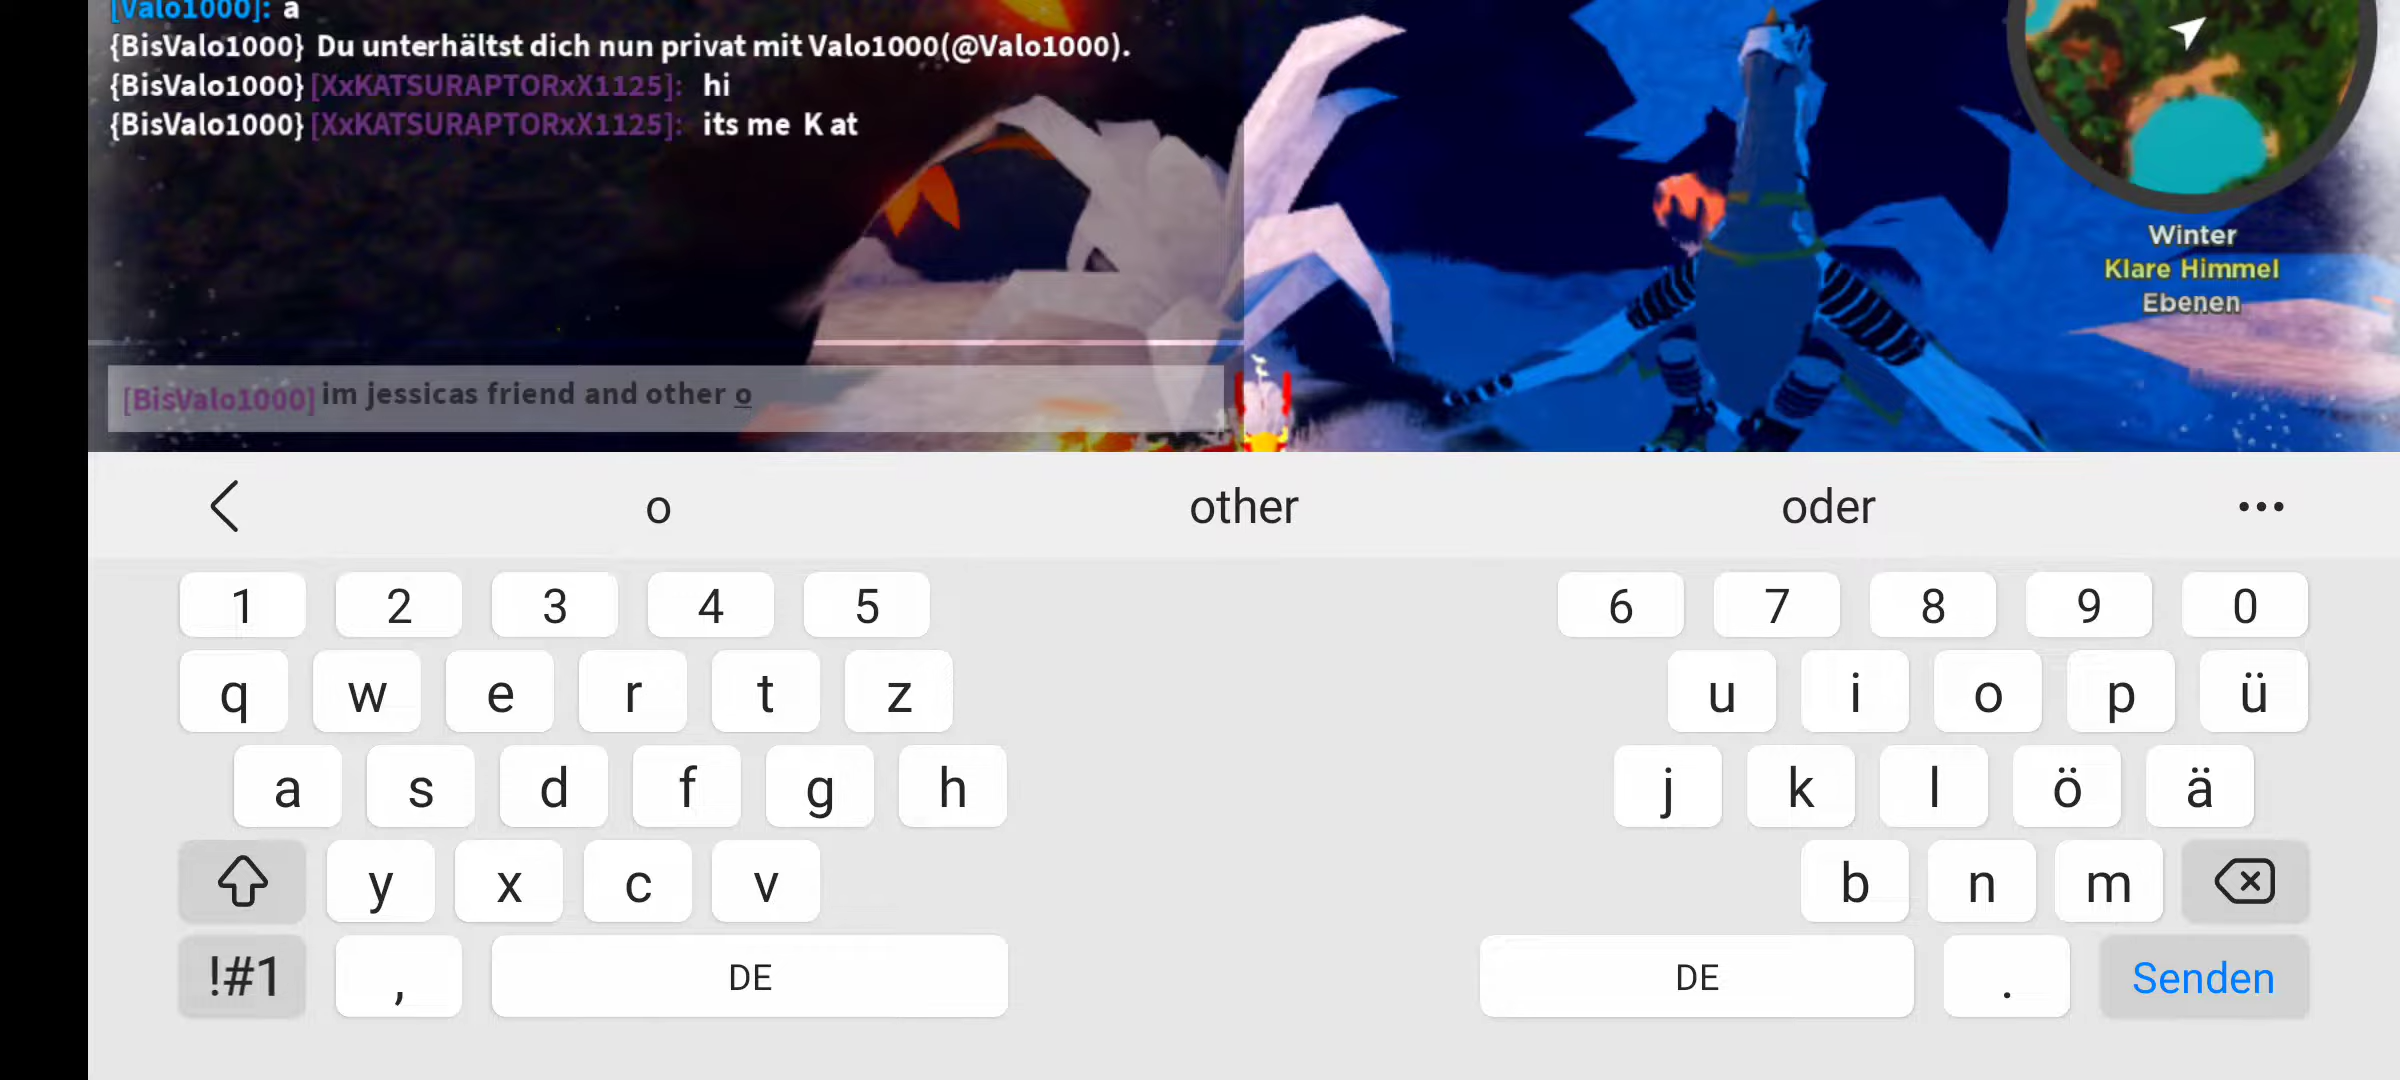 [Valo1000]: a
{BisValo1000} Du unterhältst dich nun privat mit Valo1000(@Valo1000).
{BisValo1000} [XxKATSURAPTORxX1125]: hi
{BisValo1000} [XxKATSURAPTORxX1125]: its me K at
Winter
Klare Himmel
Ebenen
[BisValo1000] im jessicas friend and other o
o other oder
1 2 3 4 5 6 7 8 9 0
q w e r t z u i o p ü
a s d f g h j k l ö ä
y x c v b n m
!#1 , DE DE . Senden